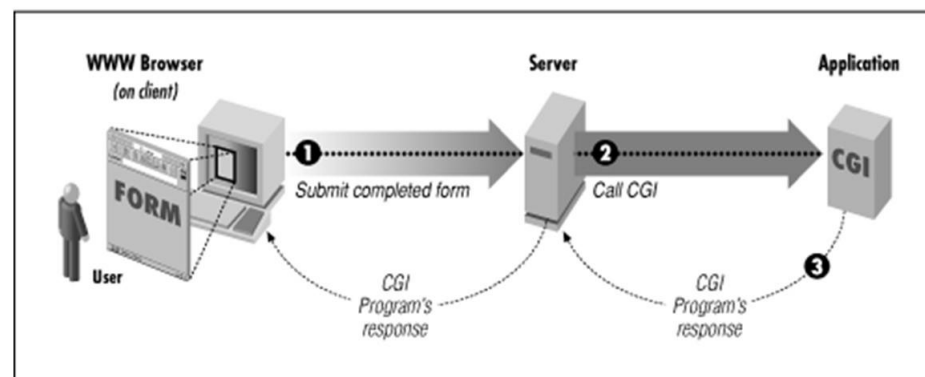 WWW Browser
(on client)
Server
Application
FORM
1
Submit completed form
2
Call CGI
CGI
User
CGI
Program's
response
CGI
Program's
response
3